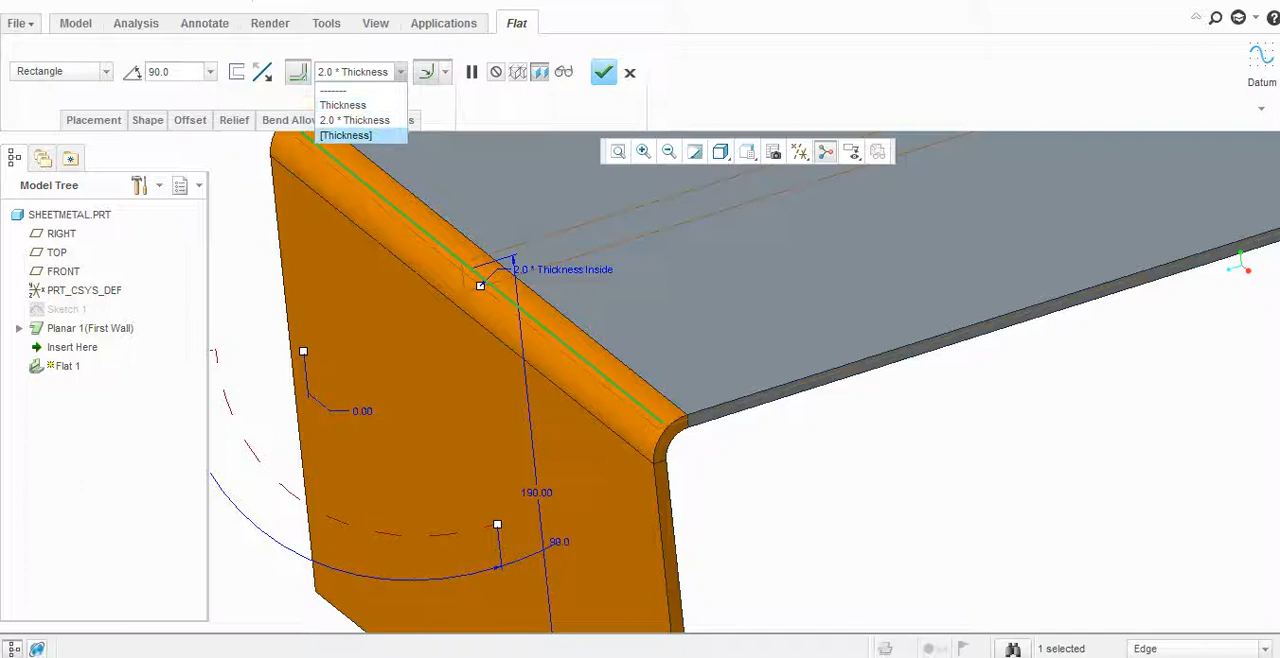 File
Model
Analysis
Annotate
Render
Tools
View
Applications
Flat
Rectangle
90.0
2.0 * Thickness
-------
Thickness
2.0 * Thickness
[Thickness]
Datum
Placement
Shape
Offset
Relief
Bend Allo
s
Model Tree
SHEETMETAL.PRT
RIGHT
TOP
FRONT
PRT_CSYS_DEF
Sketch 1
Planar 1(First Wall)
Insert Here
Flat 1
2.0 * Thickness Inside
0.00
190.00
90.0
1 selected
Edge